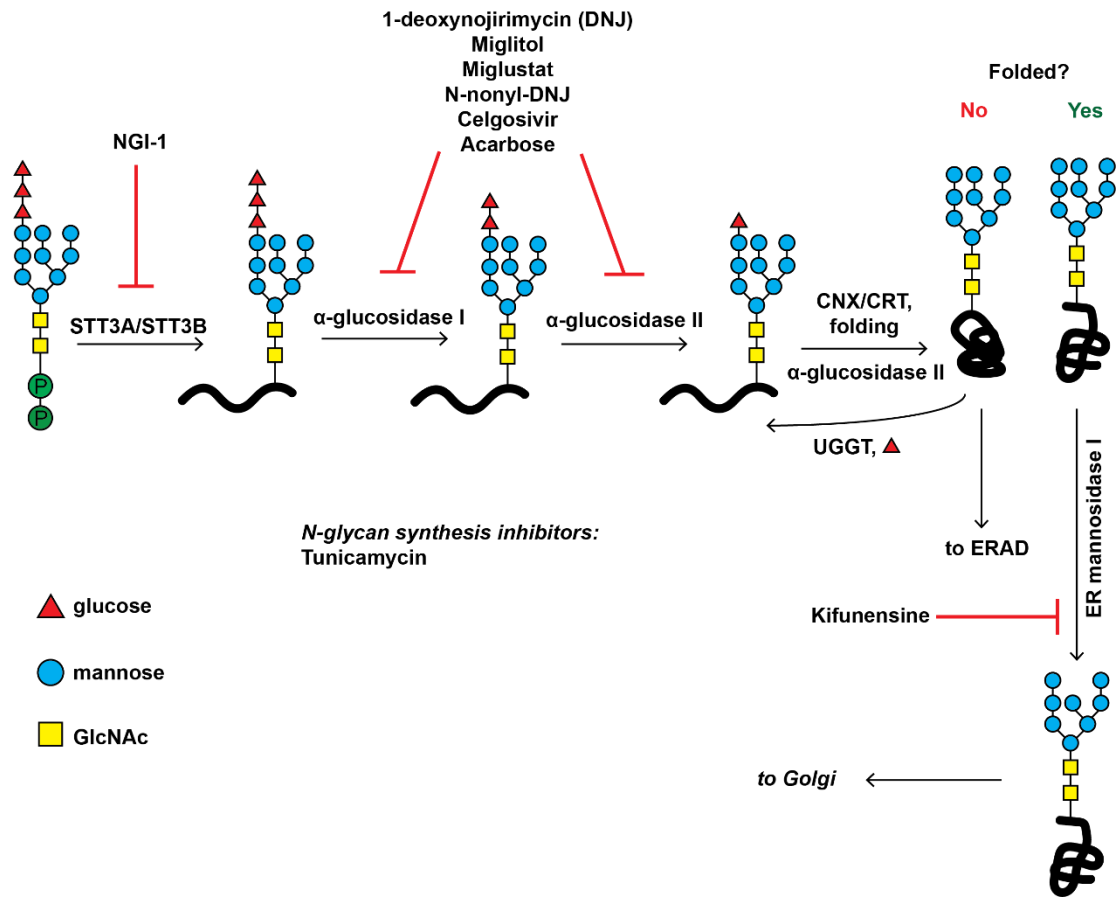 1-deoxynojirimycin (DNJ)
Miglitol
Miglustat
N-nonyl-DNJ
Celgosivir
Acarbose
Folded?
No
Yes
NGI-1
STT3A/STT3B
α-glucosidase I
α-glucosidase II
CNX/CRT,
folding
α-glucosidase II
P
P
UGGT,
N-glycan synthesis inhibitors:
Tunicamycin
to ERAD
ER mannosidase I
glucose
Kifunensine
mannose
GlcNAc
to Golgi